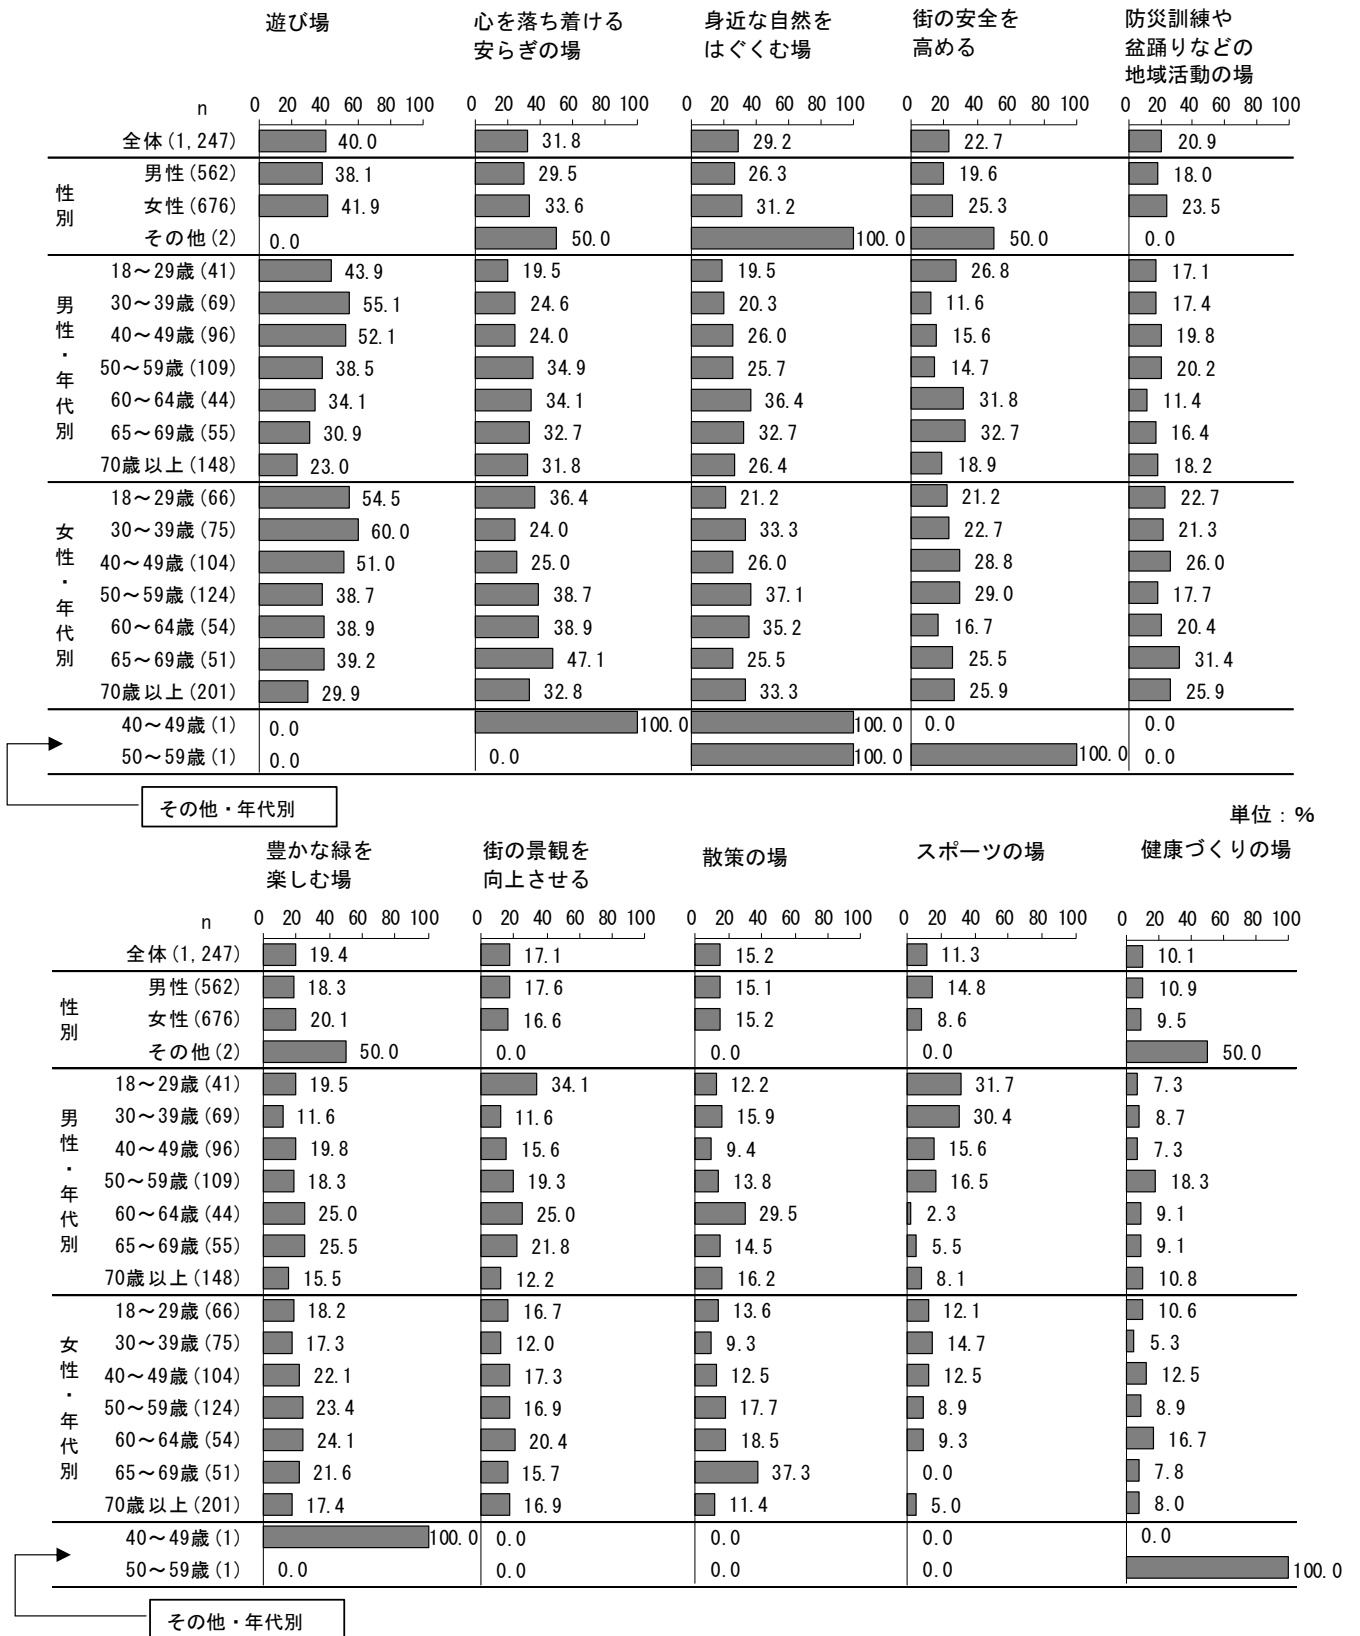 遊び場
心を落ち着ける
安らぎの場
身近な自然を
はぐくむ場
街の安全を
高める
防災訓練や
盆踊りなどの
地域活動の場
n 0 20 40 60 80 100 0 20 40 60 80 100 0 20 40 60 80 100 0 20 40 60 80 100 0 20 40 60 80 100
全体(1,247) 40.0 31.8 29.2 22.7 20.9
性別
男性(562) 38.1 29.5 26.3 19.6 18.0
女性(676) 41.9 33.6 31.2 25.3 23.5
その他(2) 0.0 50.0 100.0 50.0 0.0
男性・年代別
18～29歳(41) 43.9 19.5 19.5 26.8 17.1
30～39歳(69) 55.1 24.6 20.3 11.6 17.4
40～49歳(96) 52.1 24.0 26.0 15.6 19.8
50～59歳(109) 38.5 34.9 25.7 14.7 20.2
60～64歳(44) 34.1 34.1 36.4 31.8 11.4
65～69歳(55) 30.9 32.7 32.7 32.7 16.4
70歳以上(148) 23.0 31.8 26.4 18.9 18.2
女性・年代別
18～29歳(66) 54.5 36.4 21.2 21.2 22.7
30～39歳(75) 60.0 24.0 33.3 22.7 21.3
40～49歳(104) 51.0 25.0 26.0 28.8 26.0
50～59歳(124) 38.7 38.7 37.1 29.0 17.7
60～64歳(54) 38.9 38.9 35.2 16.7 20.4
65～69歳(51) 39.2 47.1 25.5 25.5 31.4
70歳以上(201) 29.9 32.8 33.3 25.9 25.9
40～49歳(1) 0.0 100.0 100.0 0.0 0.0
50～59歳(1) 0.0 0.0 100.0 100.0 0.0
その他・年代別
単位：%
豊かな緑を
楽しむ場
街の景観を
向上させる
散策の場
スポーツの場
健康づくりの場
n 0 20 40 60 80 100 0 20 40 60 80 100 0 20 40 60 80 100 0 20 40 60 80 100 0 20 40 60 80 100
全体(1,247) 19.4 17.1 15.2 11.3 10.1
性別
男性(562) 18.3 17.6 15.1 14.8 10.9
女性(676) 20.1 16.6 15.2 8.6 9.5
その他(2) 50.0 0.0 0.0 0.0 50.0
男性・年代別
18～29歳(41) 19.5 34.1 12.2 31.7 7.3
30～39歳(69) 11.6 11.6 15.9 30.4 8.7
40～49歳(96) 19.8 15.6 9.4 15.6 7.3
50～59歳(109) 18.3 19.3 13.8 16.5 18.3
60～64歳(44) 25.0 25.0 29.5 2.3 9.1
65～69歳(55) 25.5 21.8 14.5 5.5 9.1
70歳以上(148) 15.5 12.2 16.2 8.1 10.8
女性・年代別
18～29歳(66) 18.2 16.7 13.6 12.1 10.6
30～39歳(75) 17.3 12.0 9.3 14.7 5.3
40～49歳(104) 22.1 17.3 12.5 12.5 12.5
50～59歳(124) 23.4 16.9 17.7 8.9 8.9
60～64歳(54) 24.1 20.4 18.5 9.3 16.7
65～69歳(51) 21.6 15.7 37.3 0.0 7.8
70歳以上(201) 17.4 16.9 11.4 5.0 8.0
40～49歳(1) 100.0 0.0 0.0 0.0 0.0
50～59歳(1) 0.0 0.0 0.0 0.0 100.0
その他・年代別